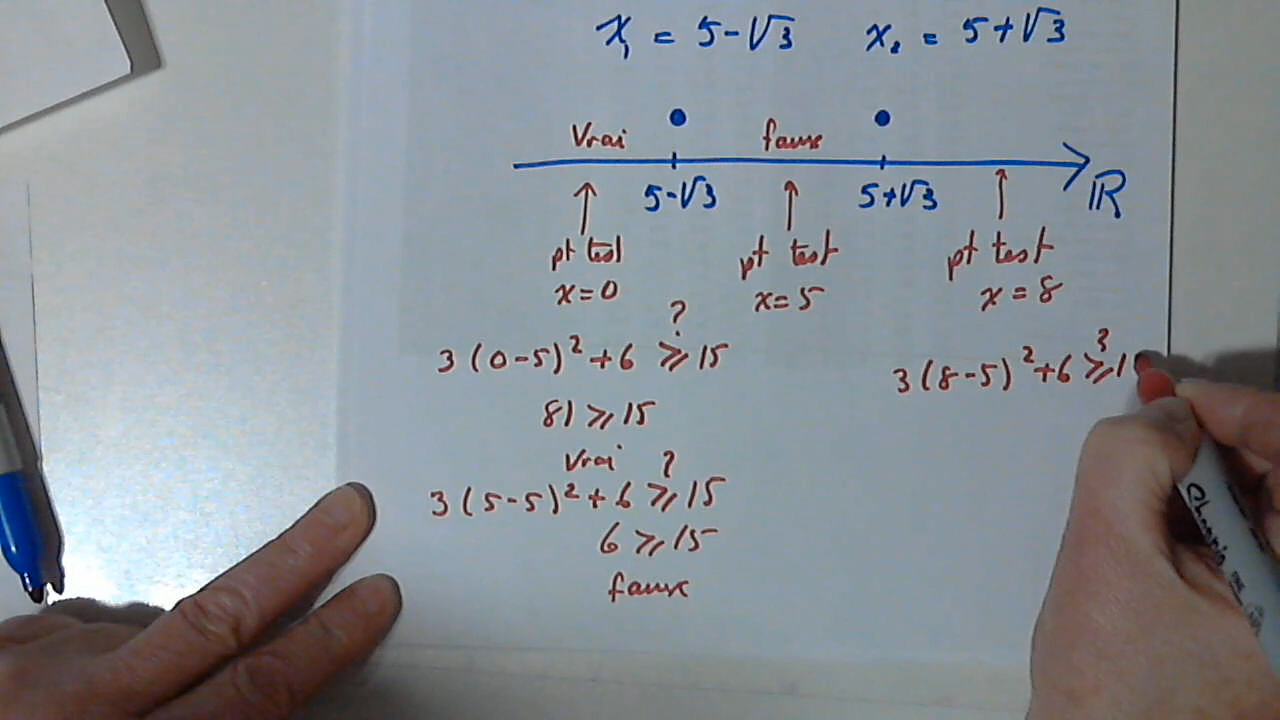 x₁ = 5-√3 x₂ = 5+√3
Vrai fausse
5-√3 5+√3 ℝ
pt test pt test pt test
x=0 x=5 x=8
3(0-5)²+6 ≥? 15 3(8-5)²+6 ≥? 1
81 ≥ 15
Vrai
3(5-5)²+6 ≥? 15
6 ≥ 15
fausse